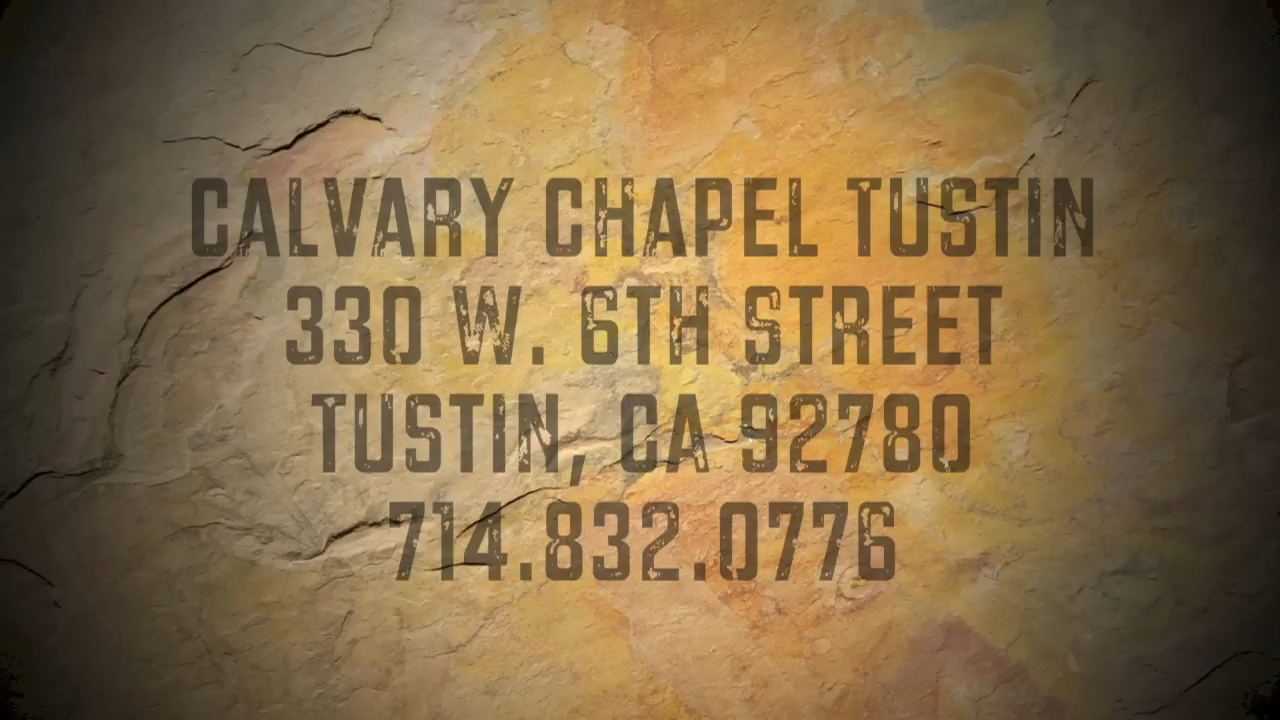 CALVARY CHAPEL TUSTIN
330 W. 6TH STREET
TUSTIN, CA 92780
714.832.0776